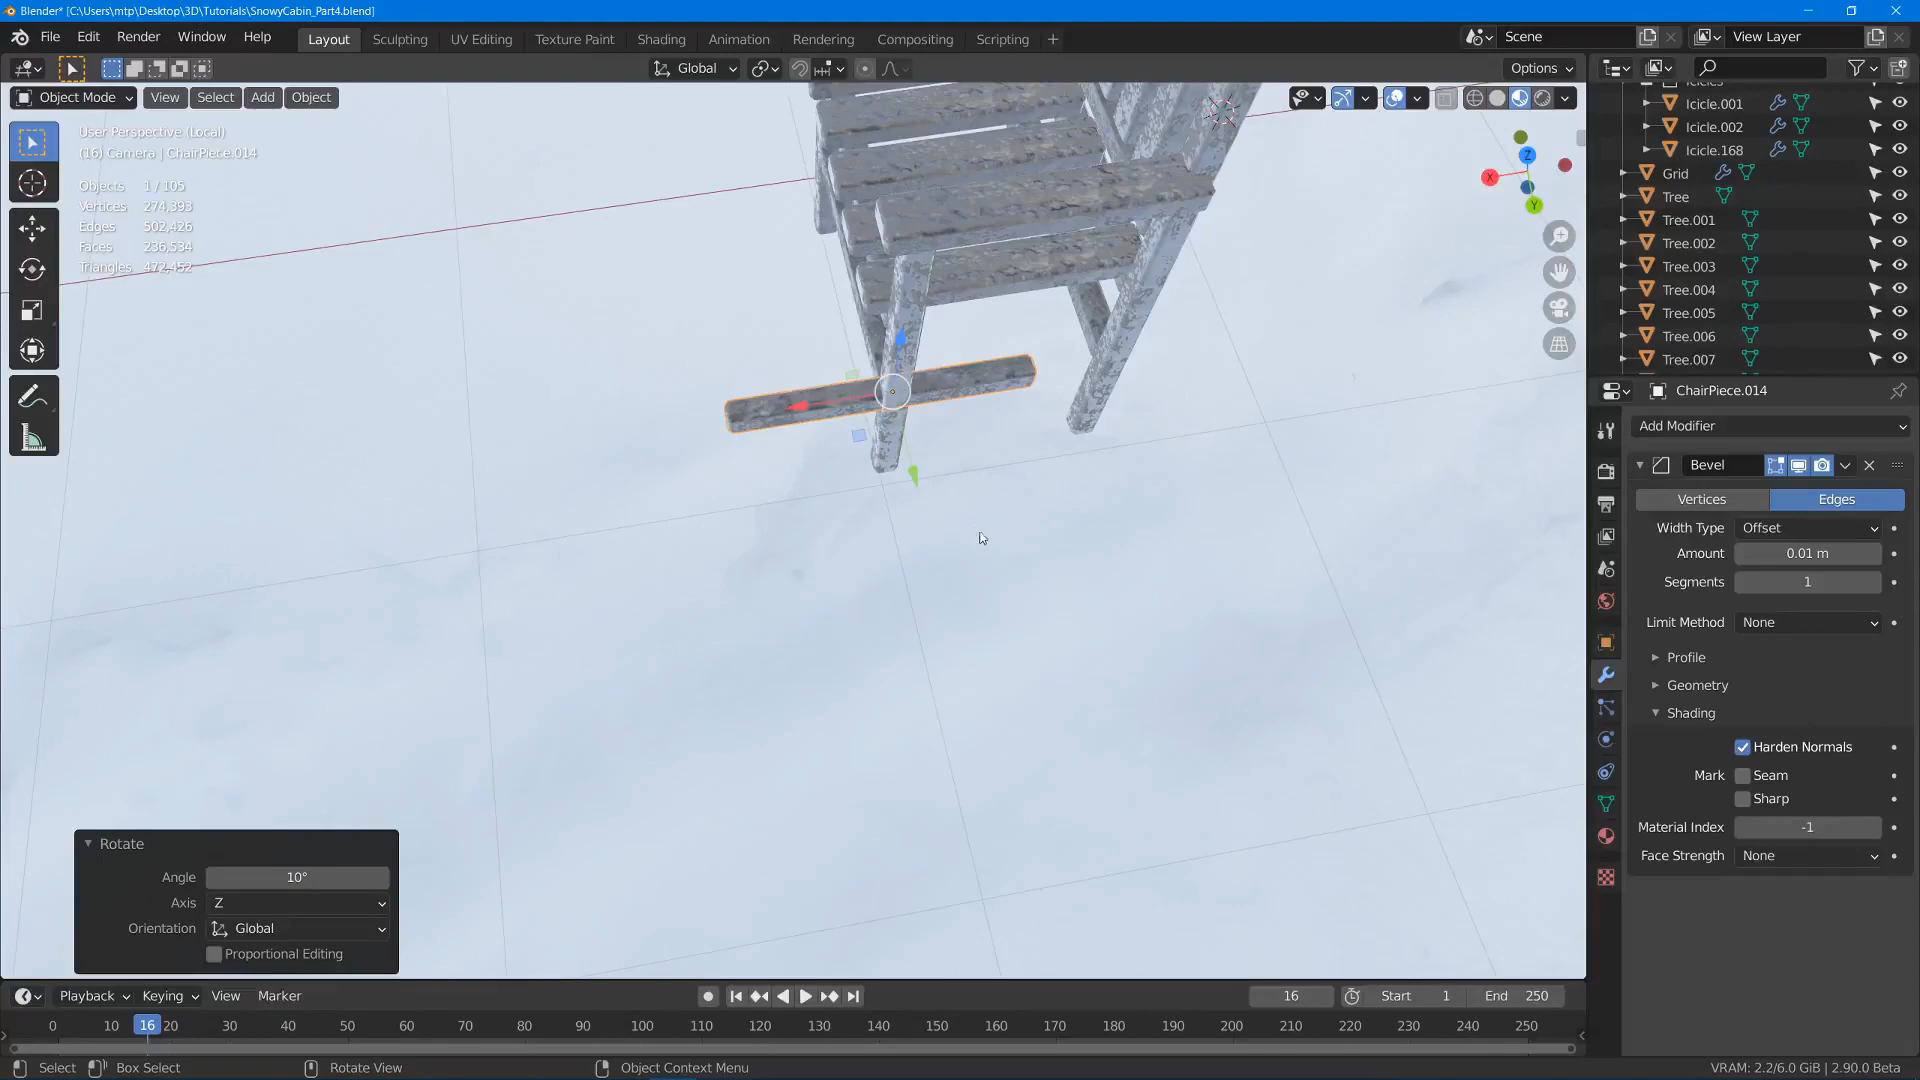 Blender* [C:\Users\mtp\Desktop\3D\Tutorials\SnowyCabin_Part4.blend]
File Edit Render Window Help Layout Sculpting UV Editing Texture Paint Shading Animation Rendering Compositing Scripting + Scene View Layer
Global Options
Object Mode View Select Add Object
User Perspective (Local)
(16) Camera | ChairPiece.014
Objects 1 / 105
Vertices 274,393
Edges 502,426
Faces 236,534
Triangles 472,452
Z
X
Y
Icicle.001
Icicle.002
Icicle.168
Grid
Tree
Tree.001
Tree.002
Tree.003
Tree.004
Tree.005
Tree.006
Tree.007
ChairPiece.014
Add Modifier
Bevel
Vertices Edges
Width Type Offset
Amount 0.01 m
Segments 1
Limit Method None
Profile
Geometry
Shading
Harden Normals
Mark Seam
Sharp
Material Index -1
Face Strength None
Rotate
Angle 10°
Axis Z
Orientation Global
Proportional Editing
Playback Keying View Marker 16 Start 1 End 250
0 10 16 20 30 40 50 60 70 80 90 100 110 120 130 140 150 160 170 180 190 200 210 220 230 240 250
Select Box Select Rotate View Object Context Menu VRAM: 2.2/6.0 GiB | 2.90.0 Beta